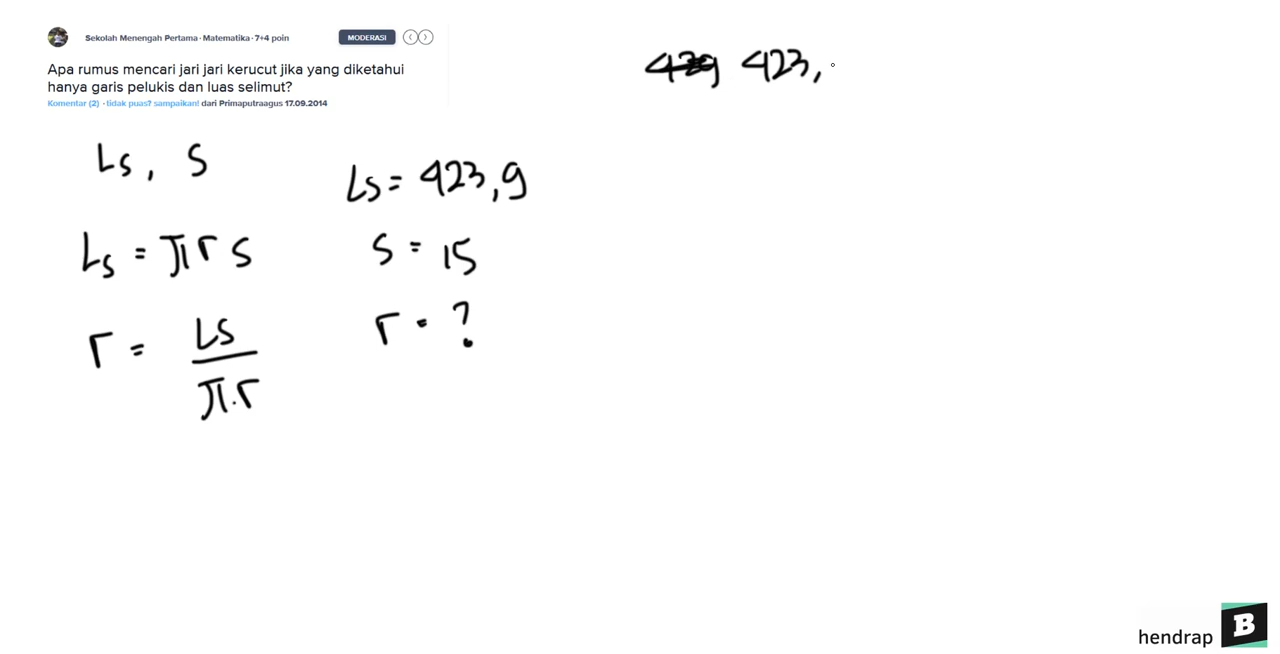 Sekolah Menengah Pertama · Matematika · 7+4 poin
MODERASI
Apa rumus mencari jari jari kerucut jika yang diketahui
hanya garis pelukis dan luas selimut?
Komentar (2) · tidak puas? sampaikan! dari Primaputraagus 17.09.2014
423,
Ls, S
Ls = 423,9
Ls = πrs
S = 15
r = ?
r = Ls / π.r
hendrap B